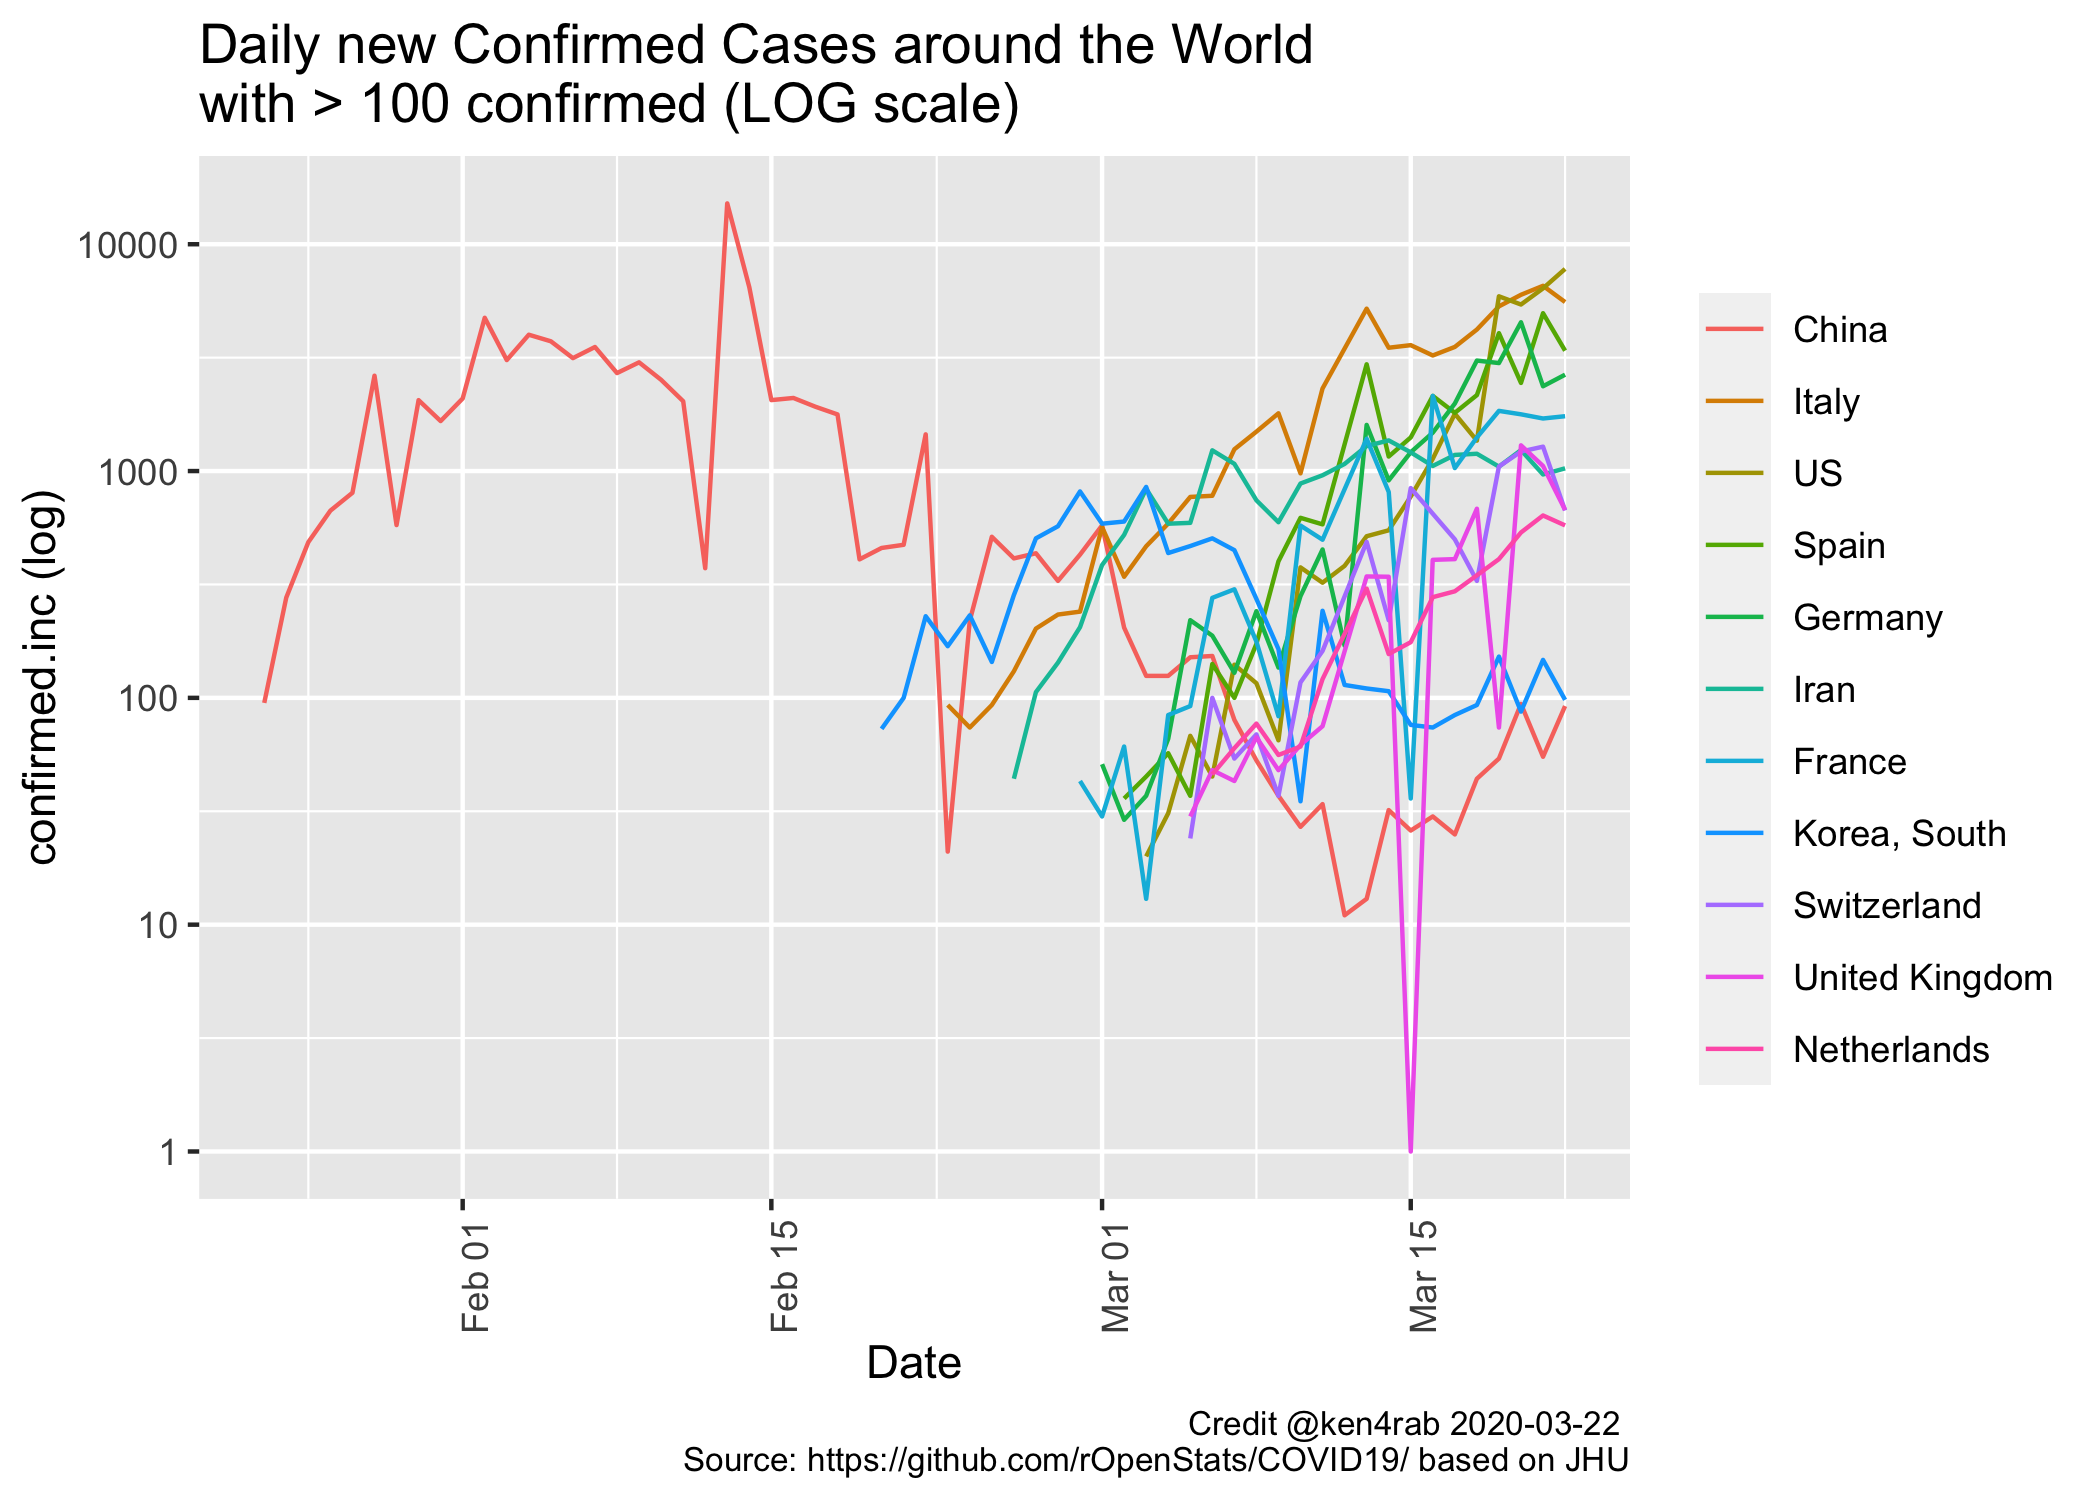 Daily new Confirmed Cases around the World
with > 100 confirmed (LOG scale)
confirmed.inc (log)
10000
1000
100
10
1
Feb 01
Feb 15
Mar 01
Mar 15
Date
China
Italy
US
Spain
Germany
Iran
France
Korea, South
Switzerland
United Kingdom
Netherlands
Credit @ken4rab 2020-03-22
Source: https://github.com/rOpenStats/COVID19/ based on JHU